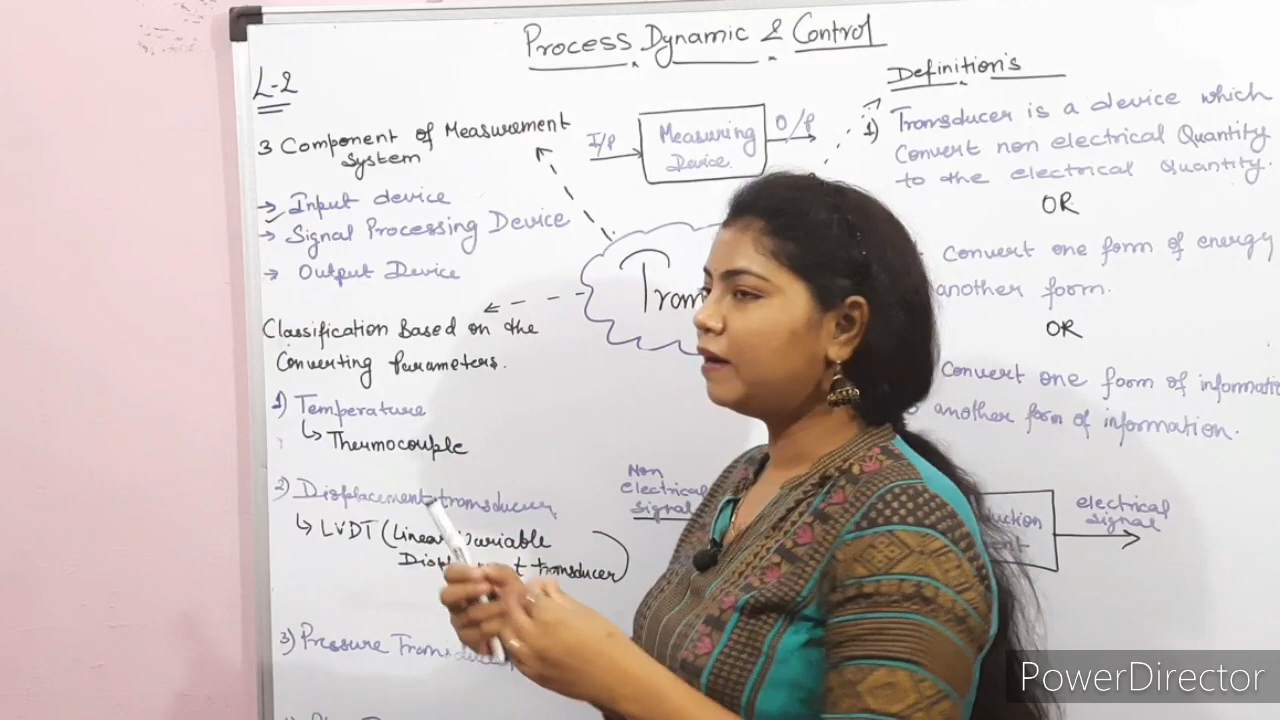 Process Dynamic & Control
L-2
3 Component of Measurement
System
→ Input device
→ Signal Processing Device
→ Output Device
Classification Based on the
Converting Parameters.
1) Temperature
↳ Thermocouple
2) Displacement transducer
↳ LVDT (Linear Variable
transducer)
3) Pressure
I/P
Measuring
Device
O/P
Non
electrical
signal
electrical
signal
Definition's
1) Transducer is a device which
Convert non electrical Quantity
to the electrical Quantity.
OR
Convert one form of energy
another form.
OR
Convert one form of
another form of information.
PowerDirector